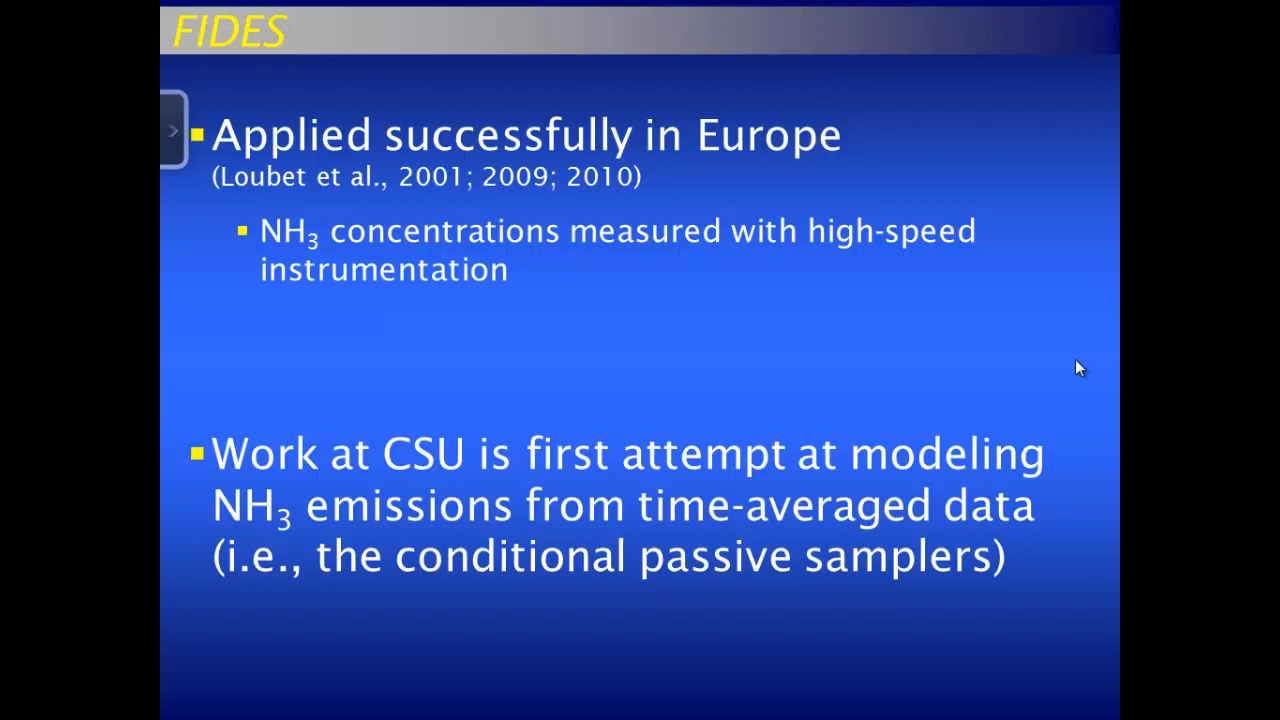 FIDES
Applied successfully in Europe
(Loubet et al., 2001; 2009; 2010)
NH₃ concentrations measured with high-speed
instrumentation
Work at CSU is first attempt at modeling
NH₃ emissions from time-averaged data
(i.e., the conditional passive samplers)